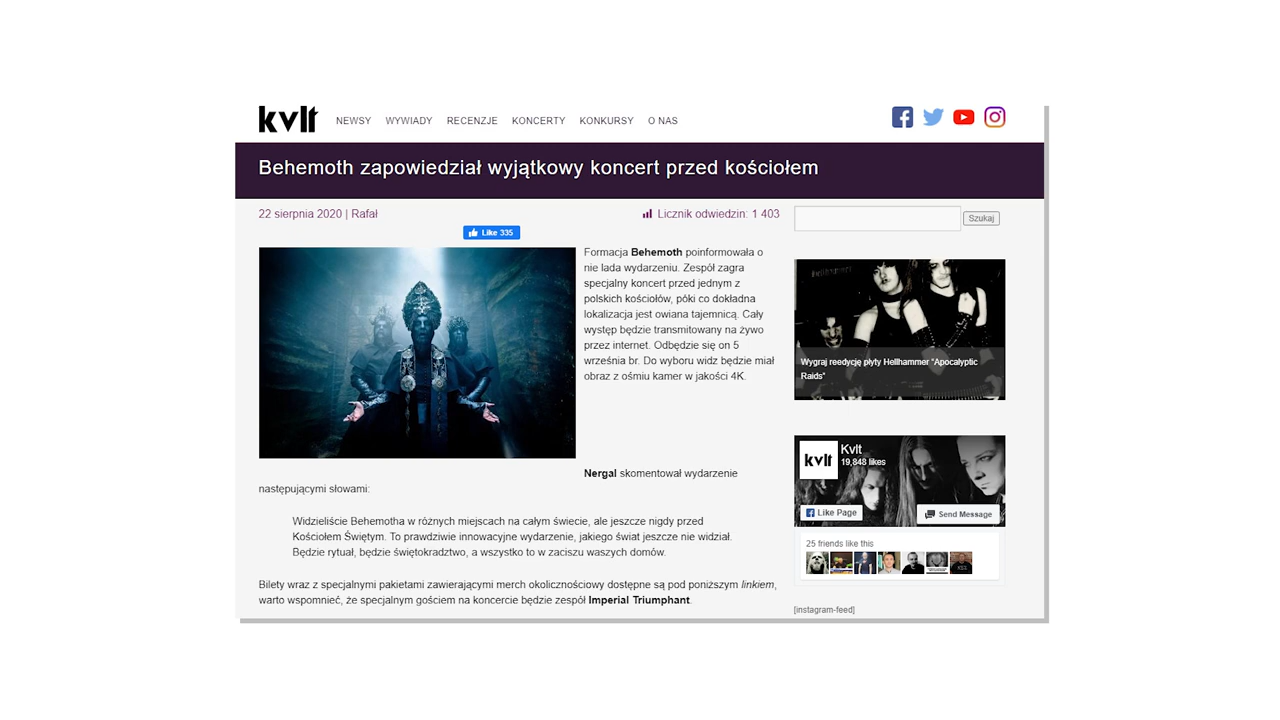 kvlt
NEWSY WYWIADY RECENZJE KONCERTY KONKURSY O NAS
Behemoth zapowiedział wyjątkowy koncert przed kościołem
22 sierpnia 2020 | Rafał
Licznik odwiedzin: 1 403
Szukaj
Like 335
Formacja Behemoth poinformowała o
nie lada wydarzeniu. Zespół zagra
specjalny koncert przed jednym z
polskich kościołów, póki co dokładna
lokalizacja jest owiana tajemnicą. Cały
występ będzie transmitowany na żywo
przez internet. Odbędzie się on 5
września br. Do wyboru widz będzie miał
obraz z ośmiu kamer w jakości 4K.
Nergal skomentował wydarzenie
następującymi słowami:
Widzieliście Behemotha w różnych miejscach na całym świecie, ale jeszcze nigdy przed
Kościołem Świętym. To prawdziwie innowacyjne wydarzenie, jakiego świat jeszcze nie widział.
Będzie rytuał, będzie świętokradztwo, a wszystko to w zaciszu waszych domów.
Bilety wraz z specjalnymi pakietami zawierającymi merch okolicznościowy dostępne są pod poniższym linkiem,
warto wspomnieć, że specjalnym gościem na koncercie będzie zespół Imperial Triumphant.
Wygraj reedycję płyty Hellhammer "Apocalyptic
Raids"
kvlt
Kvlt
19,848 likes
Like Page
Send Message
25 friends like this
[instagram-feed]